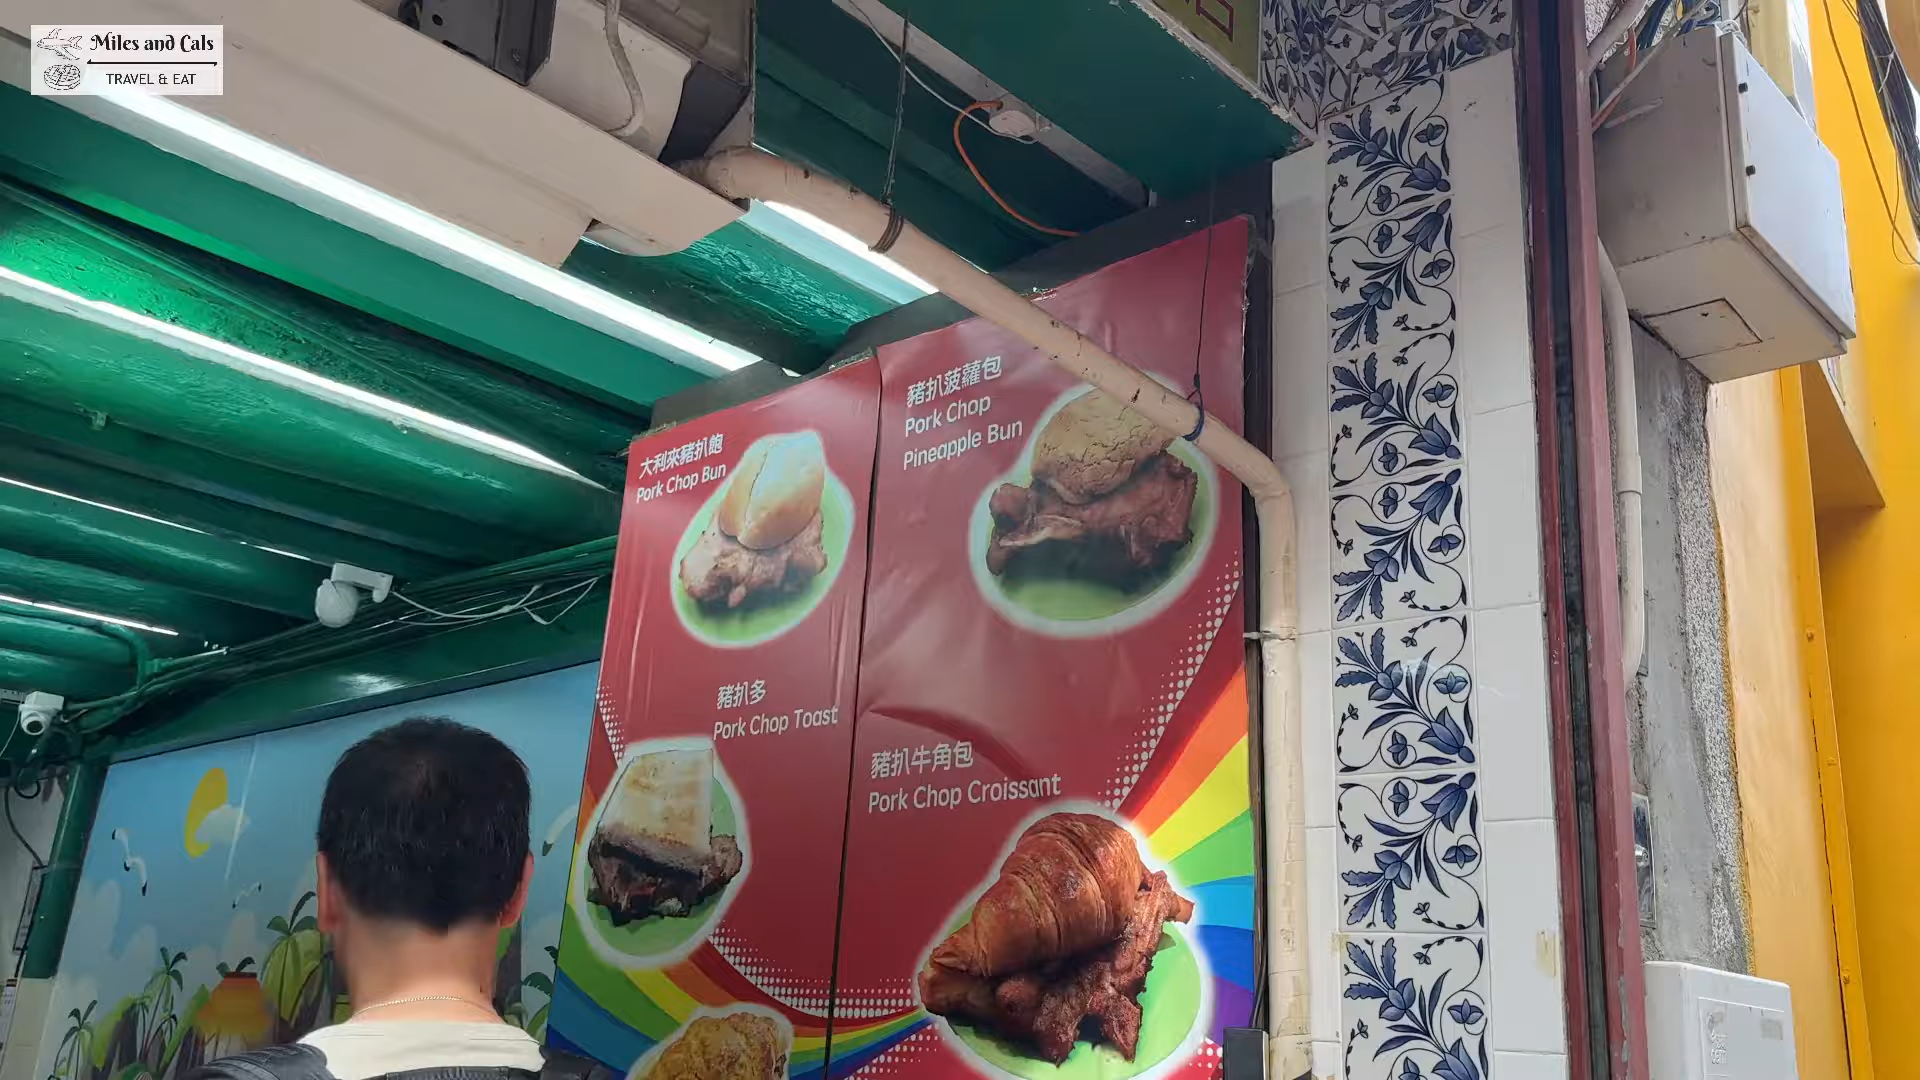 Miles and Cals
TRAVEL & EAT
大利來豬扒飽
Pork Chop Bun
豬扒菠蘿包
Pork Chop
Pineapple Bun
豬扒多
Pork Chop Toast
豬扒牛角包
Pork Chop Croissant